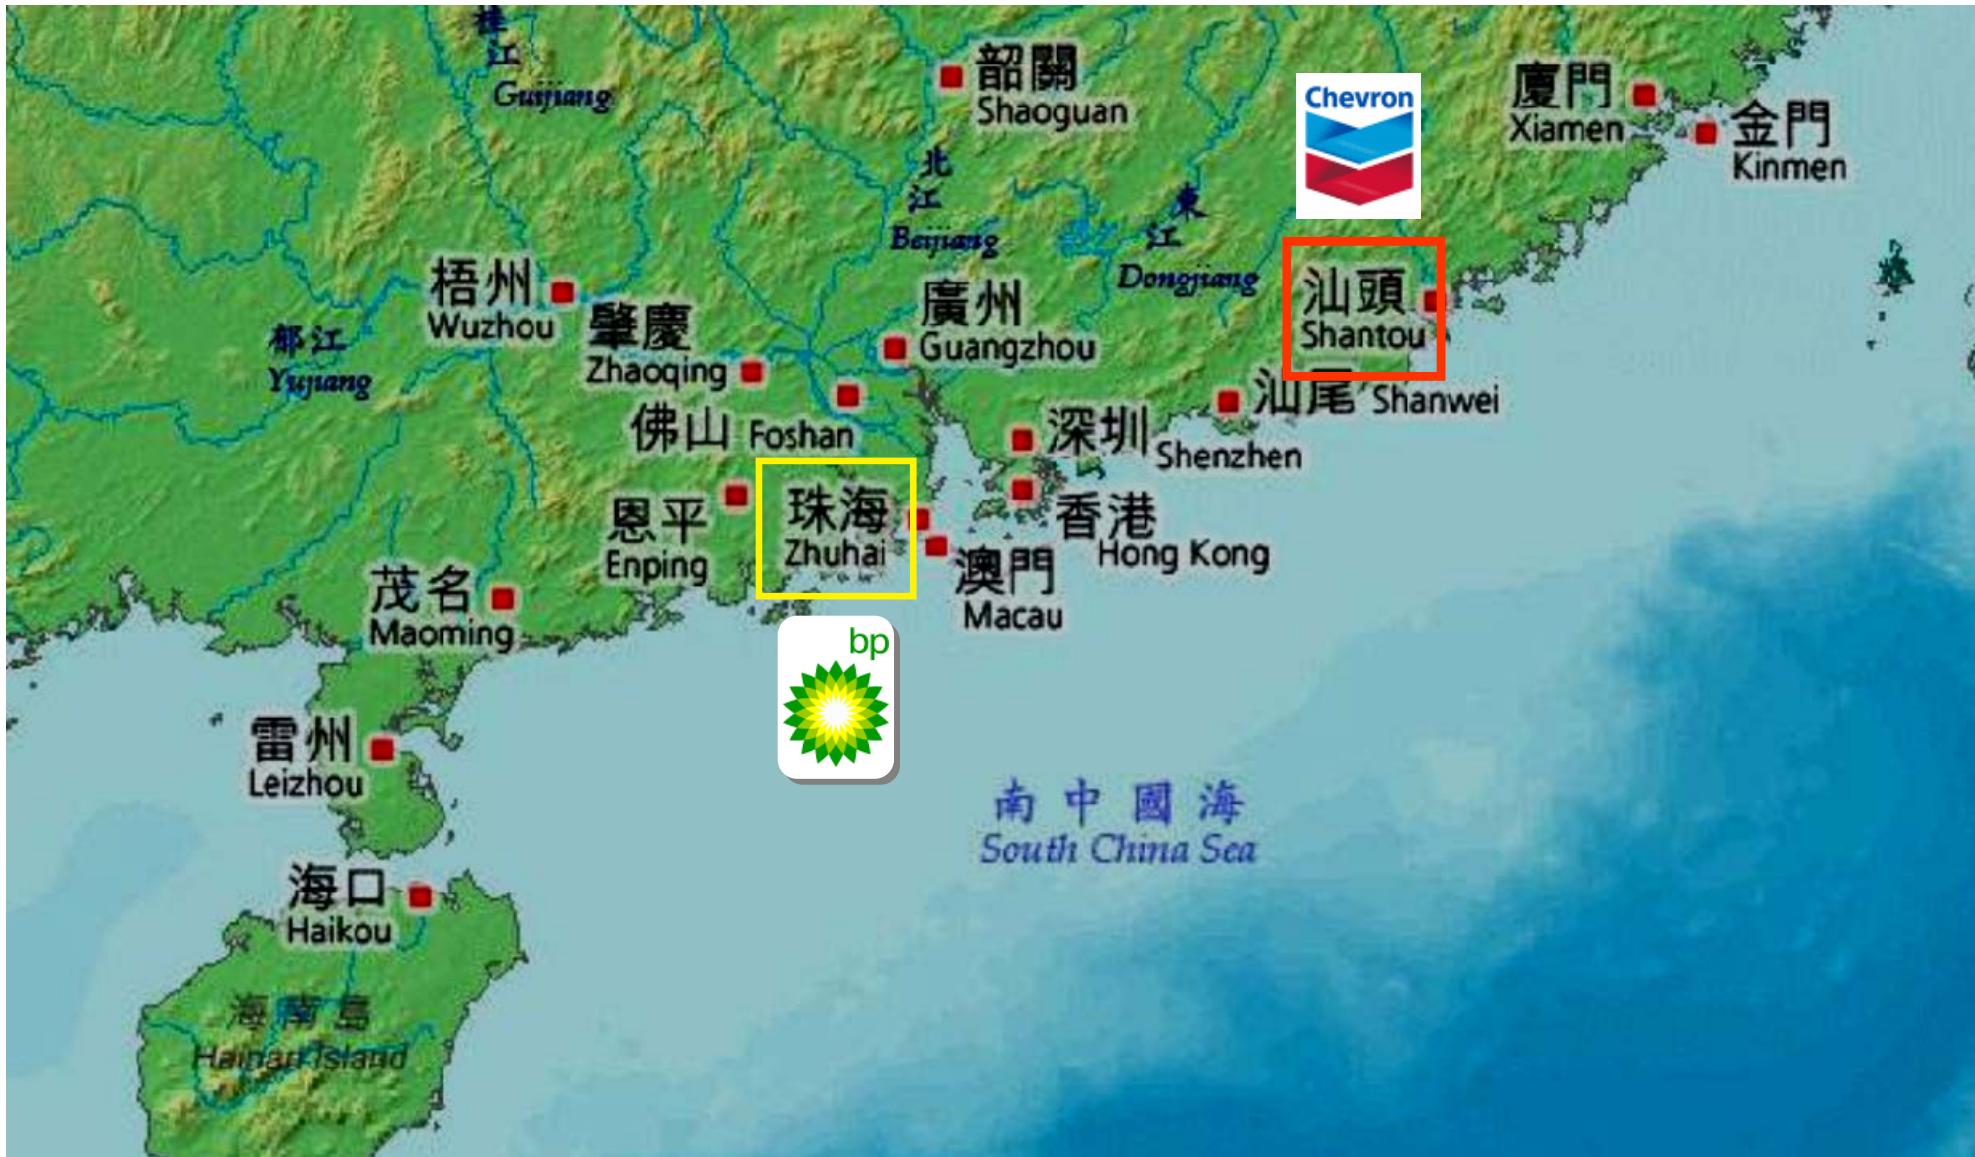 桂
江
Guijiang
韶關
Shaoguan
Chevron
廈門
Xiamen
金門
Kinmen
北
江
Beijiang
東
江
Dongjiang
梧州
Wuzhou
肇慶
Zhaoqing
廣州
Guangzhou
汕頭
Shantou
郁江
Yujiang
佛山 Foshan
深圳
Shenzhen
汕尾 Shanwei
恩平
Enping
珠海
Zhuhai
香港
Hong Kong
澳門
Macau
茂名
Maoming
bp
雷州
Leizhou
南中國海
South China Sea
海口
Haikou
海南島
Hainan Island